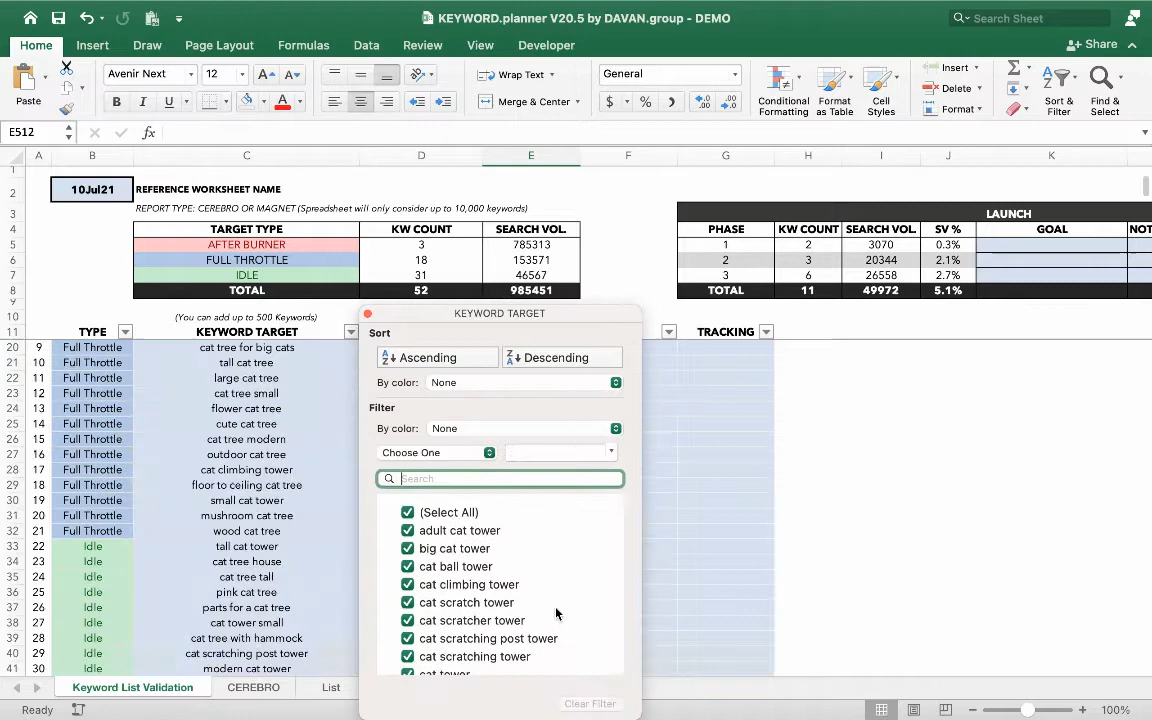 KEYWORD.planner V20.5 by DAVAN.group - DEMO
Search Sheet
Home Insert Draw Page Layout Formulas Data Review View Developer
Share
Paste
Avenir Next 12
Wrap Text
General
Merge & Center
Conditional Formatting
Format as Table
Cell Styles
Insert
Delete
Format
Sort & Filter
Find & Select
E512
fx
A B C D E F G H I J K
1
2 10Jul21 REFERENCE WORKSHEET NAME
REPORT TYPE: CEREBRO OR MAGNET (Spreadsheet will only consider up to 10,000 keywords)
3 LAUNCH
4 TARGET TYPE KW COUNT SEARCH VOL. PHASE KW COUNT SEARCH VOL. SV % GOAL NOT
5 AFTER BURNER 3 785313 1 2 3070 0.3%
6 FULL THROTTLE 18 153571 2 3 20344 2.1%
7 IDLE 31 46567 3 6 26558 2.7%
8 TOTAL 52 985451 TOTAL 11 49972 5.1%
9
10 (You can add up to 500 Keywords)
11 TYPE KEYWORD TARGET TRACKING
20 9 Full Throttle cat tree for big cats
21 10 Full Throttle tall cat tree
22 11 Full Throttle large cat tree
23 12 Full Throttle cat tree small
24 13 Full Throttle flower cat tree
25 14 Full Throttle cute cat tree
26 15 Full Throttle cat tree modern
27 16 Full Throttle outdoor cat tree
28 17 Full Throttle cat climbing tower
29 18 Full Throttle floor to ceiling cat tree
30 19 Full Throttle small cat tower
31 20 Full Throttle mushroom cat tree
32 21 Full Throttle wood cat tree
33 22 Idle tall cat tower
34 23 Idle cat tree house
35 24 Idle cat tree tall
36 25 Idle pink cat tree
37 26 Idle parts for a cat tree
38 27 Idle cat tower small
39 28 Idle cat tree with hammock
40 29 Idle cat scratching post tower
41 30 Idle modern cat tower
KEYWORD TARGET
Sort
Ascending Descending
By color: None
Filter
By color: None
Choose One
Search
(Select All)
adult cat tower
big cat tower
cat ball tower
cat climbing tower
cat scratch tower
cat scratcher tower
cat scratching post tower
cat scratching tower
cat tower
Clear Filter
Keyword List Validation CEREBRO List
Ready 100%